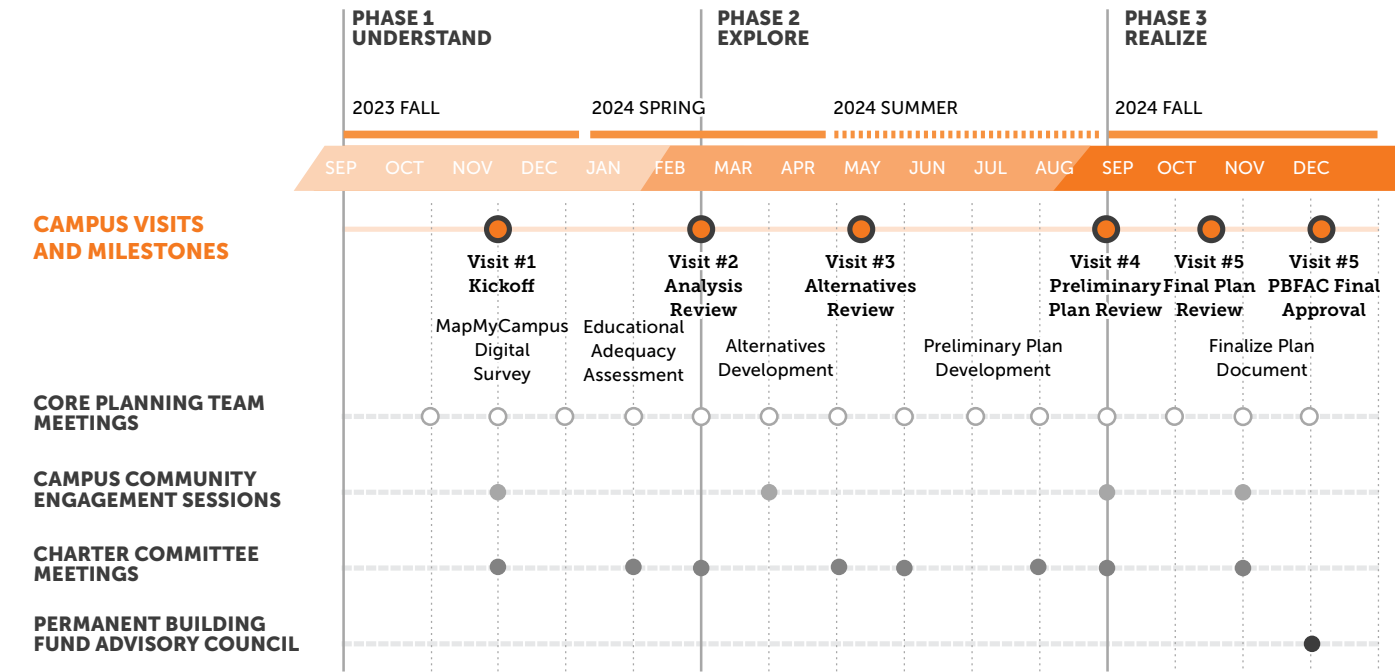 PHASE 1
UNDERSTAND
PHASE 2
EXPLORE
PHASE 3
REALIZE
2023 FALL
2024 SPRING
2024 SUMMER
2024 FALL
SEP OCT NOV DEC JAN FEB MAR APR MAY JUN JUL AUG SEP OCT NOV DEC
CAMPUS VISITS
AND MILESTONES
Visit #1
Kickoff
Visit #2
Analysis
Review
Visit #3
Alternatives
Review
Visit #4
Preliminary
Plan Review
Visit #5
Final Plan
Review
Visit #5
PBFAC Final
Approval
MapMyCampus
Digital
Survey
Educational
Adequacy
Assessment
Alternatives
Development
Preliminary Plan
Development
Finalize Plan
Document
CORE PLANNING TEAM
MEETINGS
CAMPUS COMMUNITY
ENGAGEMENT SESSIONS
CHARTER COMMITTEE
MEETINGS
PERMANENT BUILDING
FUND ADVISORY COUNCIL